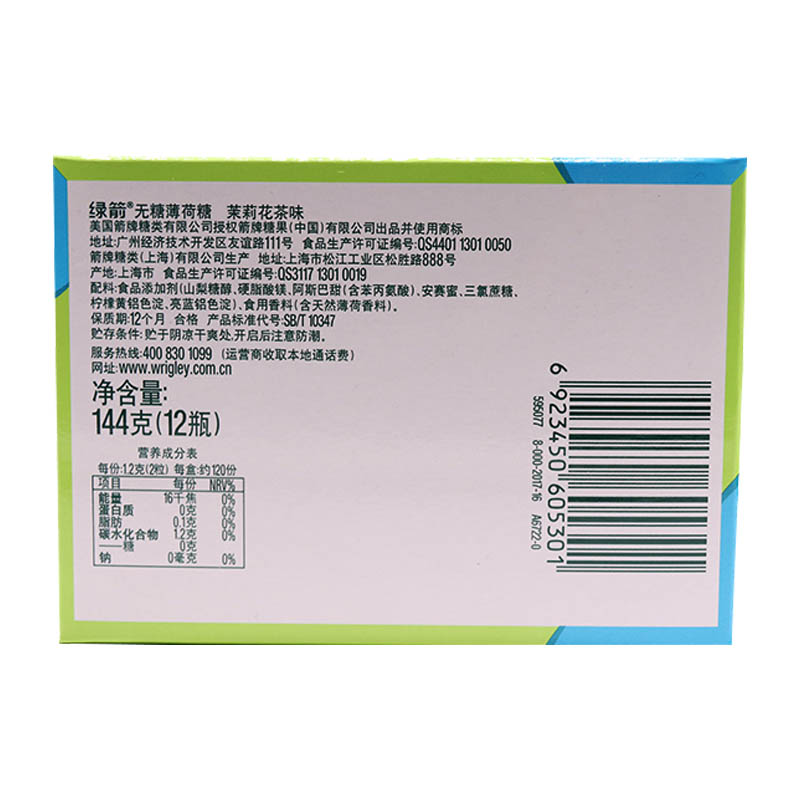 绿箭®无糖薄荷糖 茉莉花茶味
美国箭牌糖类有限公司授权箭牌糖果(中国)有限公司出品并使用商标
地址:广州经济技术开发区友谊路111号 食品生产许可证编号:QS4401 1301 0050
箭牌糖类(上海)有限公司生产 地址:上海市松江工业区松胜路888号
产地:上海市 食品生产许可证编号:QS3117 1301 0019
配料:食品添加剂(山梨糖醇、硬脂酸镁、阿斯巴甜(含苯丙氨酸)、安赛蜜、三氯蔗糖、
柠檬黄铝色淀、亮蓝铝色淀)、食用香料(含天然薄荷香料)。
保质期:12个月 合格 产品标准代号:SB/T 10347
贮存条件:贮于阴凉干爽处,开启后注意防潮。
服务热线:400 830 1099 (运营商收取本地通话费)
网址:www.wrigley.com.cn
净含量:
144克(12瓶)
营养成分表
每份:1.2克(2粒) 每盒:约120份
项目 每份 NRV%
能量 16千焦 0%
蛋白质 0克 0%
脂肪 0.1克 0%
碳水化合物 1.2克 0%
——糖 0克
钠 0毫克 0%
6 923450 605301
595077 8-000-2017-16 A6722-0